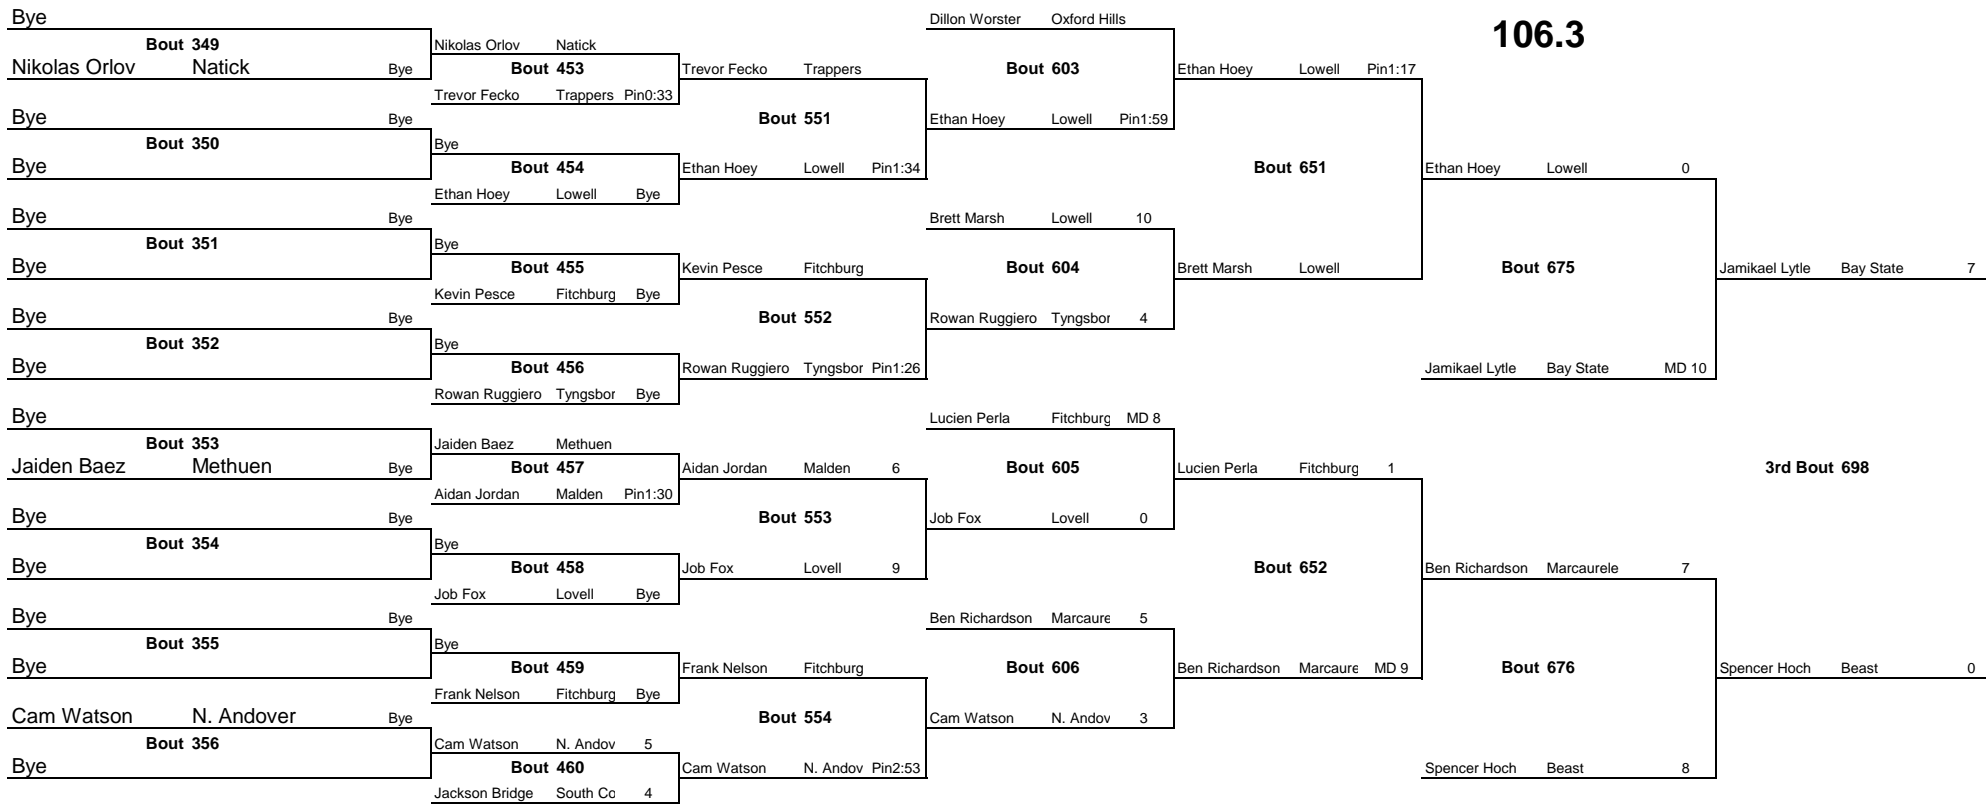 Bye Dillon Worster Oxford Hills
106.3
Bout 349 Nikolas Orlov Natick
Nikolas Orlov Natick Bye Bout 453 Trevor Fecko Trappers Bout 603 Ethan Hoey Lowell Pin1:17
Trevor Fecko Trappers Pin0:33
Bye Bye Bout 551 Ethan Hoey Lowell Pin1:59
Bout 350 Bye
Bye Bout 454 Ethan Hoey Lowell Pin1:34 Bout 651 Ethan Hoey Lowell 0
Ethan Hoey Lowell Bye
Bye Bye Brett Marsh Lowell 10
Bout 351 Bye
Bye Bout 455 Kevin Pesce Fitchburg Bout 604 Brett Marsh Lowell Bout 675 Jamikael Lytle Bay State 7
Kevin Pesce Fitchburg Bye
Bye Bye Bout 552 Rowan Ruggiero Tyngsbor 4
Bout 352 Bye
Bye Bout 456 Rowan Ruggiero Tyngsbor Pin1:26 Jamikael Lytle Bay State MD 10
Rowan Ruggiero Tyngsbor Bye
Bye Lucien Perla Fitchburg MD 8
Bout 353 Jaiden Baez Methuen
Jaiden Baez Methuen Bye Bout 457 Aidan Jordan Malden 6 Bout 605 Lucien Perla Fitchburg 1 3rd Bout 698
Aidan Jordan Malden Pin1:30
Bye Bye Bout 553 Job Fox Lovell 0
Bout 354 Bye
Bye Bout 458 Job Fox Lovell 9 Bout 652 Ben Richardson Marcaurele 7
Job Fox Lovell Bye
Bye Bye Ben Richardson Marcaure 5
Bout 355 Bye
Bye Bout 459 Frank Nelson Fitchburg Bout 606 Ben Richardson Marcaure MD 9 Bout 676 Spencer Hoch Beast 0
Frank Nelson Fitchburg Bye
Cam Watson N. Andover Bye Bout 554 Cam Watson N. Andov 3
Bout 356 Cam Watson N. Andov 5
Bye Bout 460 Cam Watson N. Andov Pin2:53 Spencer Hoch Beast 8
Jackson Bridge South Co 4